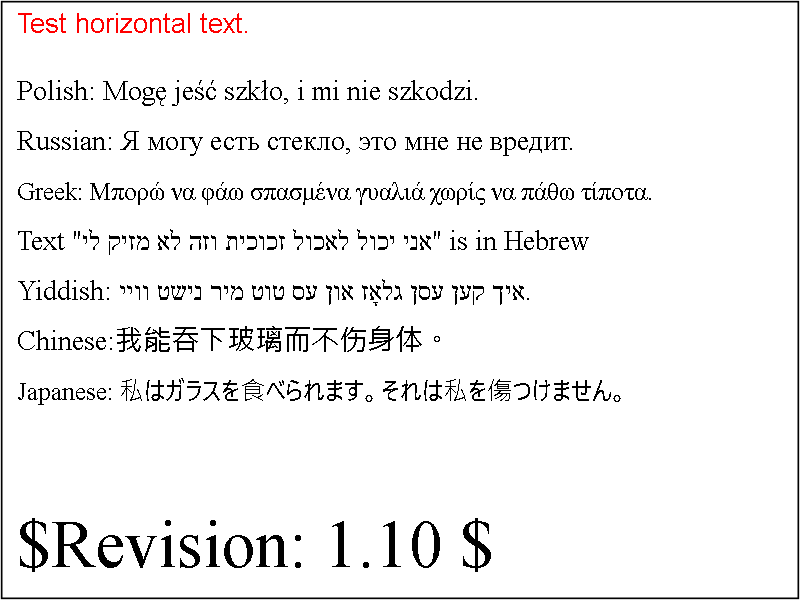 Test horizontal text.
Polish: Mogę jeść szkło, i mi nie szkodzi.
Russian: Я могу есть стекло, это мне не вредит.
Greek: Μπορώ να φάω σπασμένα γυαλιά χωρίς να πάθω τίποτα.
Text "אני יכול לאכול זכוכית וזה לא מזיק לי" is in Hebrew
Yiddish: איך קען עסן גלאָז און עס טוט מיר נישט וויי.
Chinese:我能吞下玻璃而不伤身体。
Japanese: 私はガラスを食べられます。それは私を傷つけません。
$Revision: 1.10 $